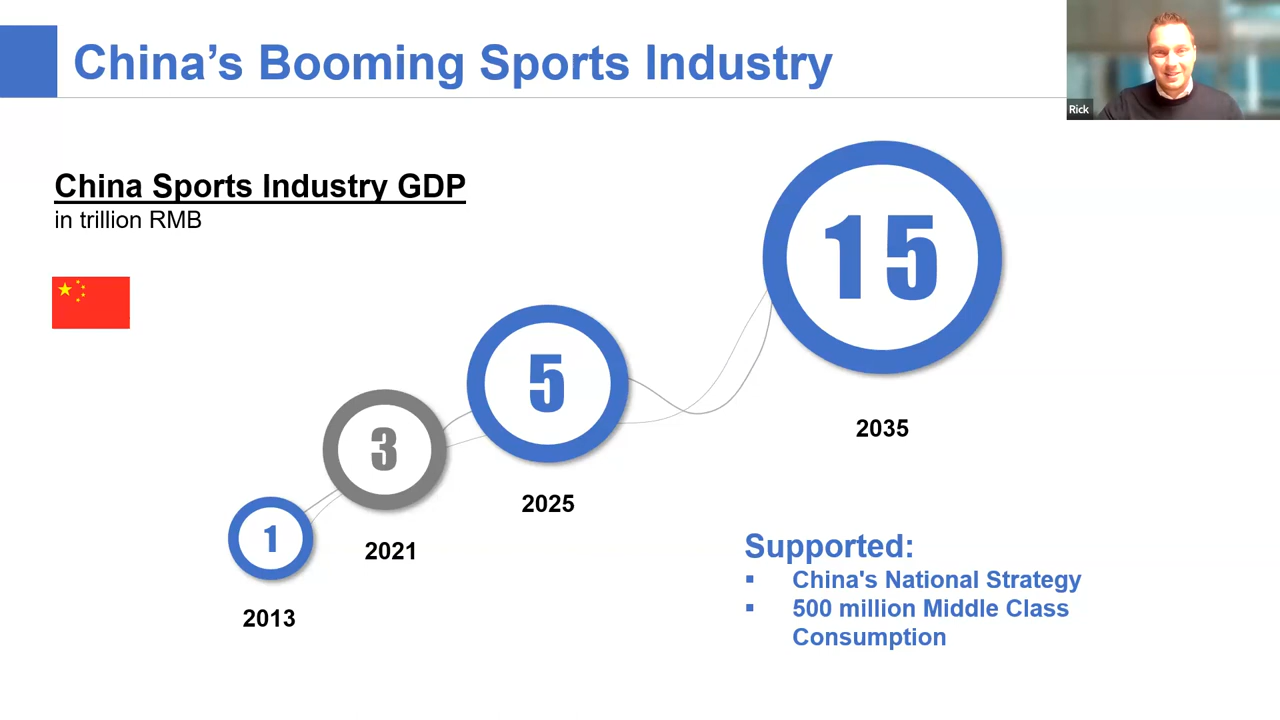 China’s Booming Sports Industry
Rick
China Sports Industry GDP
in trillion RMB
15
5
3
1
2035
2025
2021
2013
Supported:
▪ China's National Strategy
▪ 500 million Middle Class
Consumption